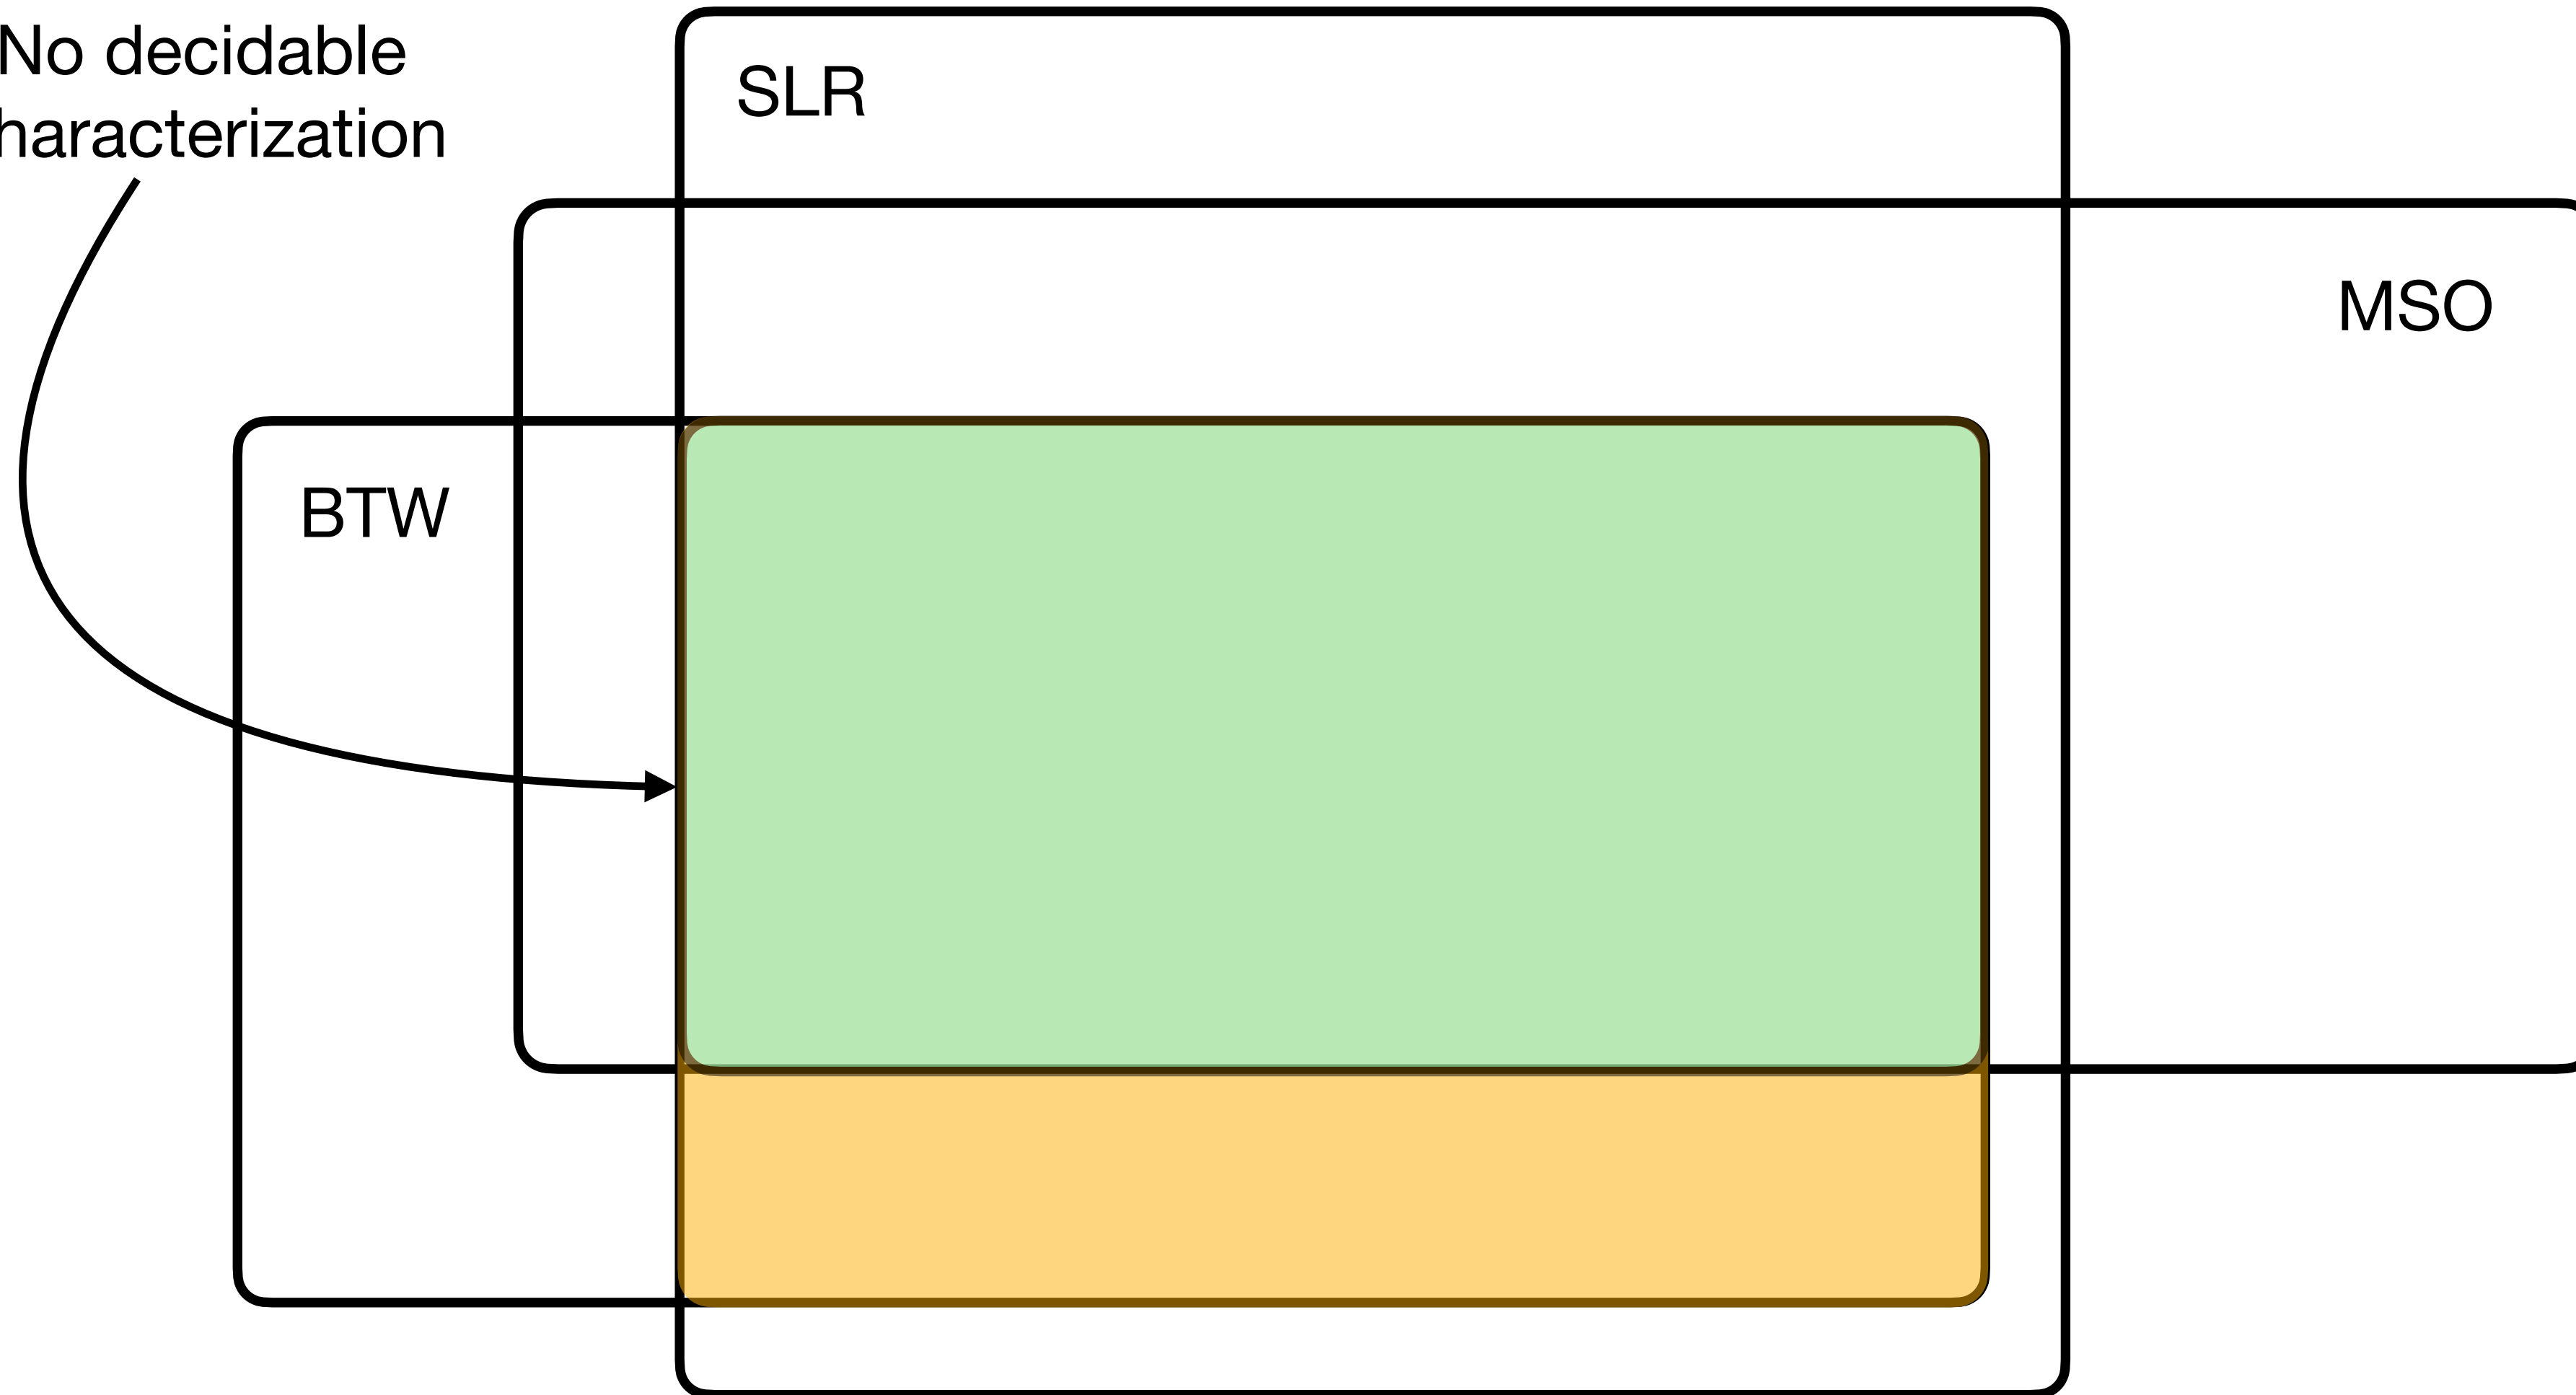 No decidable
haracterization
SLR
MSO
BTW